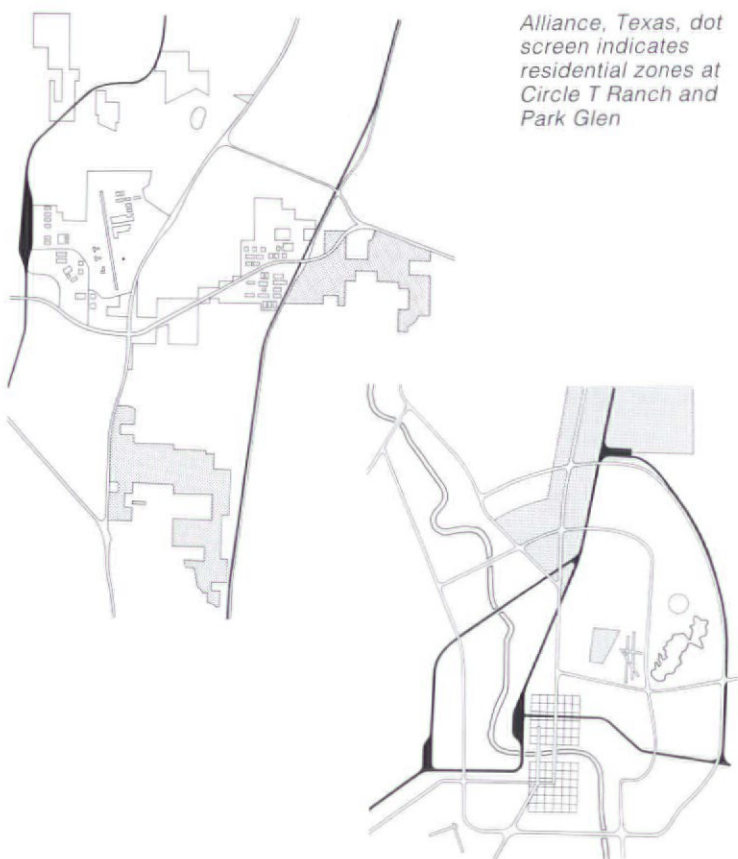 Alliance, Texas, dot
screen indicates
residential zones at
Circle T Ranch and
Park Glen